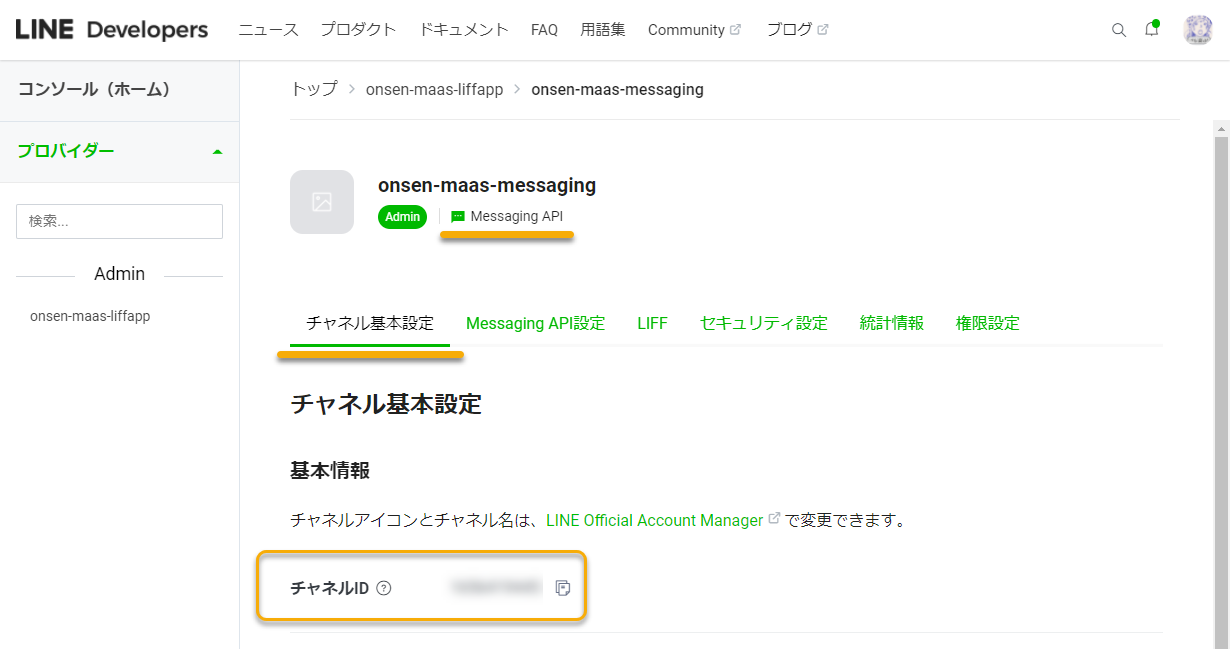 LINE Developers ニュース プロダクト ドキュメント FAQ 用語集 Community ブログ
コンソール（ホーム）
トップ > onsen-maas-liffapp > onsen-maas-messaging
プロバイダー
onsen-maas-messaging
Admin Messaging API
検索...
Admin
onsen-maas-liffapp
チャネル基本設定 Messaging API設定 LIFF セキュリティ設定 統計情報 権限設定
チャネル基本設定
基本情報
チャネルアイコンとチャネル名は、LINE Official Account Manager で変更できます。
チャネルID ?